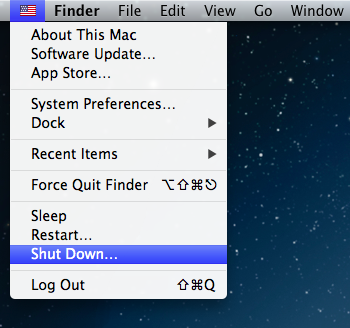 Finder File Edit View Go Window
About This Mac
Software Update...
App Store...
System Preferences...
Dock ▶
Recent Items ▶
Force Quit Finder ⌥⇧⌘⎋
Sleep
Restart...
Shut Down...
Log Out ⇧⌘Q